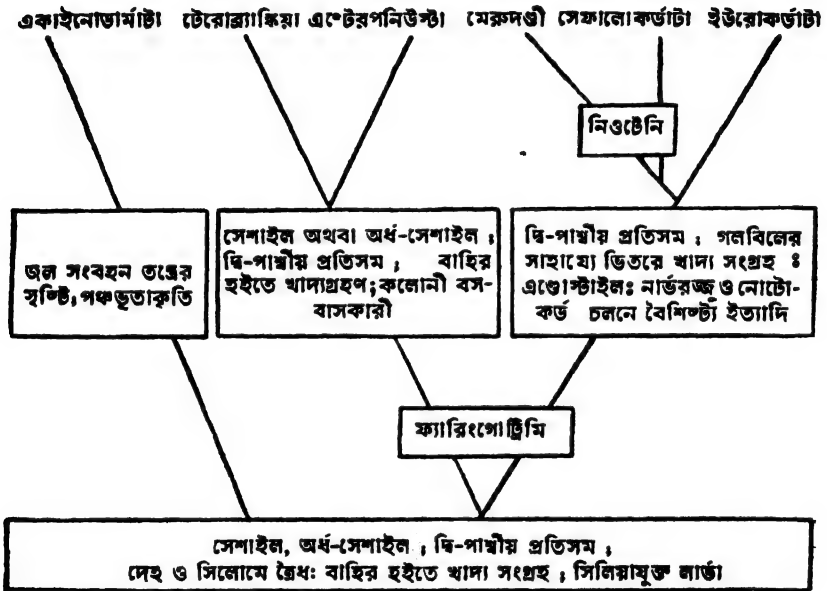 একাইনোডার্মাটা টেরোব্র্যাঙ্কিয়া এন্টেরপনিউস্টা মেরুদণ্ডী সেফালোকর্ডাটা ইউরোকর্ডাটা
নিওটেনি
জল সংবহন তন্ত্রের
সৃষ্টি, পঞ্চভূতাকৃতি
সেশাইল অথবা অর্ধ-সেশাইল ;
দ্বি-পার্শ্বীয় প্রতিসম ; বাহির
হইতে খাদ্যগ্রহণ; কলোনী বস-
বাসকারী
দ্বি-পার্শ্বীয় প্রতিসম ; গলবিলের
সাহায্যে ভিতরে খাদ্য সংগ্রহ ঃ
এণ্ডোস্টাইলঃ নার্ভরজ্জু ও নোটো-
কর্ড চলনে বৈশিষ্ট্য ইত্যাদি
ফ্যারিংগোট্রিমি
সেশাইল, অর্ধ-সেশাইল ; দ্বি-পার্শ্বীয় প্রতিসম ;
দেহ ও সিলোমে ত্রৈধঃ বাহির হইতে খাদ্য সংগ্রহ ; সিলিয়াযুক্ত লার্ভা